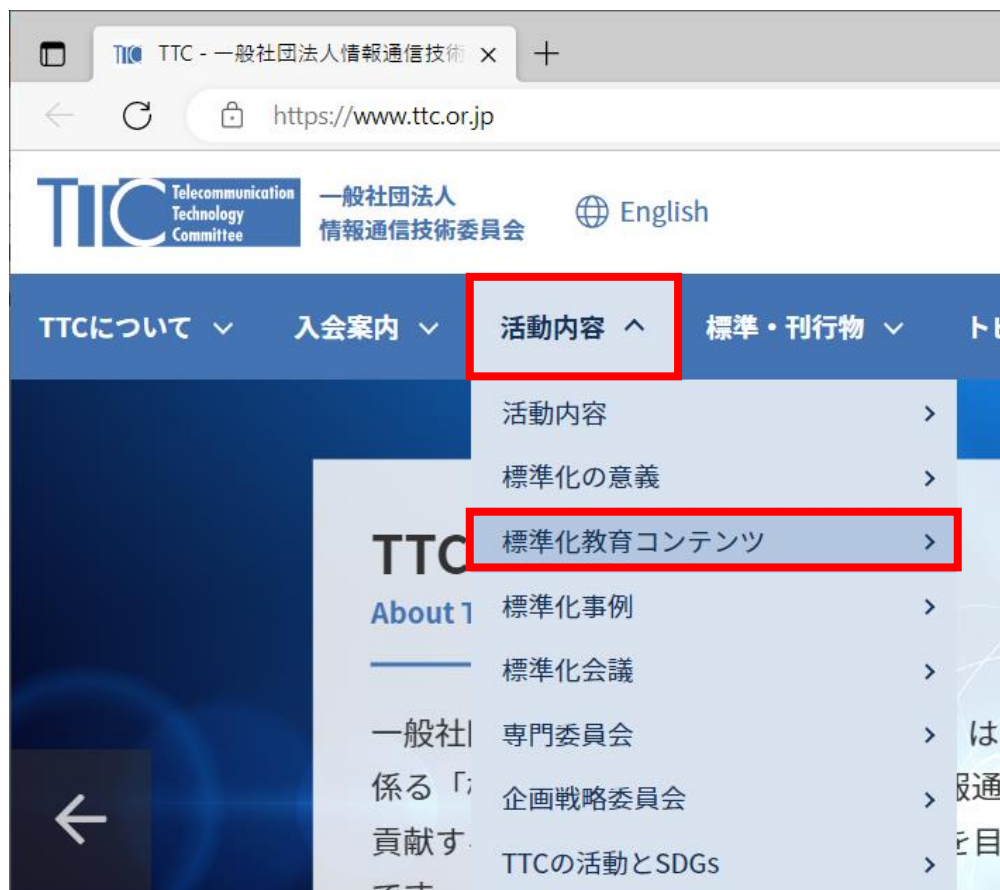 TTC - 一般社団法人情報通信技術
https://www.ttc.or.jp
TTC Telecommunication Technology Committee
一般社団法人
情報通信技術委員会
English
TTCについて 入会案内 活動内容 標準・刊行物
活動内容
標準化の意義
標準化教育コンテンツ
標準化事例
標準化会議
専門委員会
企画戦略委員会
TTCの活動とSDGs
TTC
About
一般社 は
係る「
貢献す を目